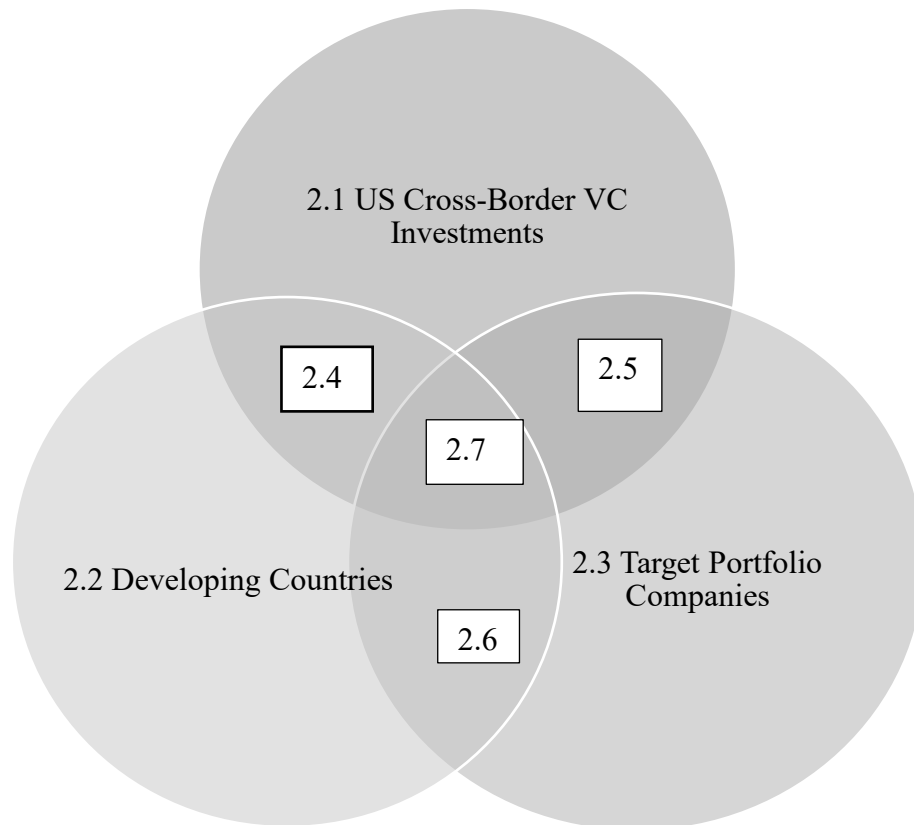 2.1 US Cross-Border VC
Investments
2.4
2.5
2.7
2.2 Developing Countries
2.3 Target Portfolio
Companies
2.6